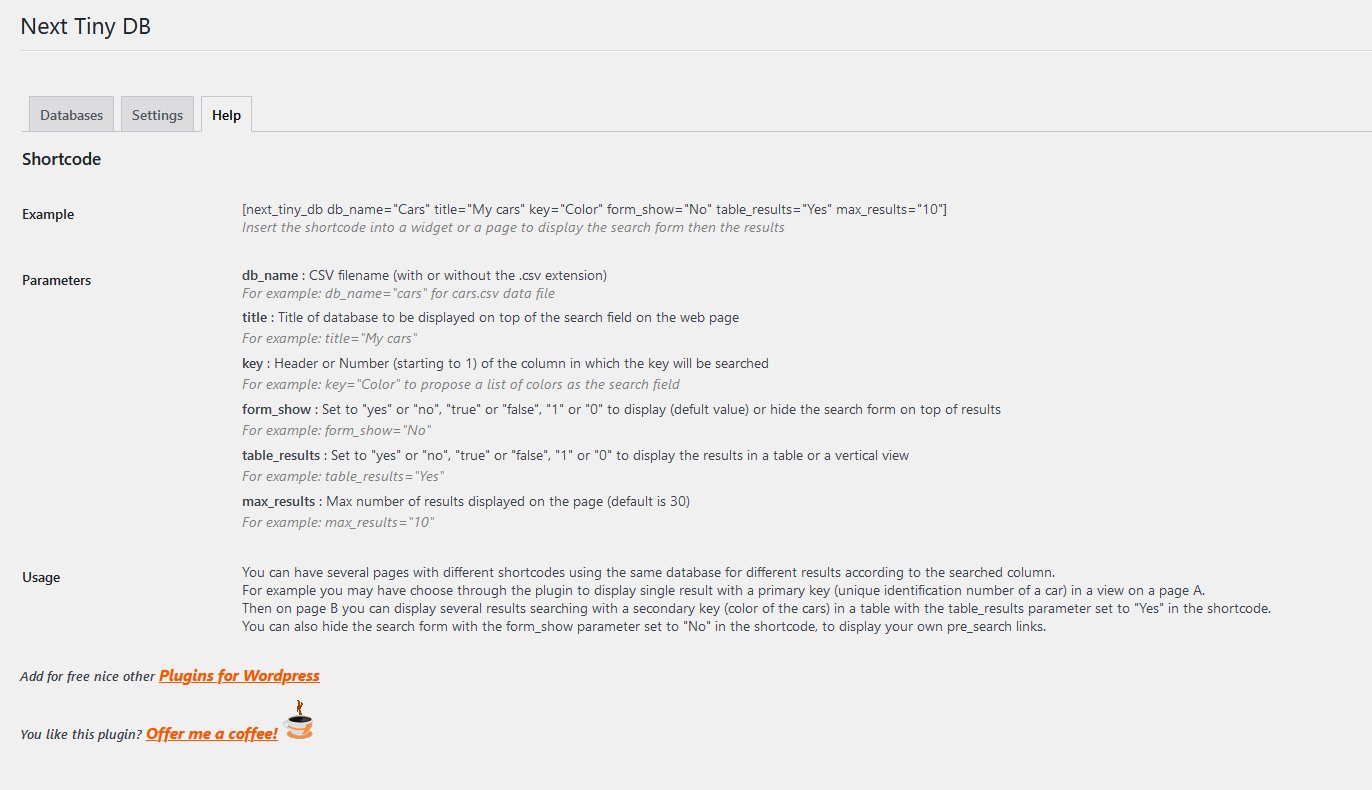 Next Tiny DB
Databases
Settings
Help
Shortcode
Example
[next_tiny_db db_name="Cars" title="My cars" key="Color" form_show="No" table_results="Yes" max_results="10"]
Insert the shortcode into a widget or a page to display the search form then the results
Parameters
db_name : CSV filename (with or without the .csv extension)
For example: db_name="cars" for cars.csv data file
title : Title of database to be displayed on top of the search field on the web page
For example: title="My cars"
key : Header or Number (starting to 1) of the column in which the key will be searched
For example: key="Color" to propose a list of colors as the search field
form_show : Set to "yes" or "no", "true" or "false", "1" or "0" to display (defult value) or hide the search form on top of results
For example: form_show="No"
table_results : Set to "yes" or "no", "true" or "false", "1" or "0" to display the results in a table or a vertical view
For example: table_results="Yes"
max_results : Max number of results displayed on the page (default is 30)
For example: max_results="10"
Usage
You can have several pages with different shortcodes using the same database for different results according to the searched column.
For example you may have choose through the plugin to display single result with a primary key (unique identification number of a car) in a view on a page A.
Then on page B you can display several results searching with a secondary key (color of the cars) in a table with the table_results parameter set to "Yes" in the shortcode.
You can also hide the search form with the form_show parameter set to "No" in the shortcode, to display your own pre_search links.
Add for free nice other Plugins for Wordpress
You like this plugin? Offer me a coffee!